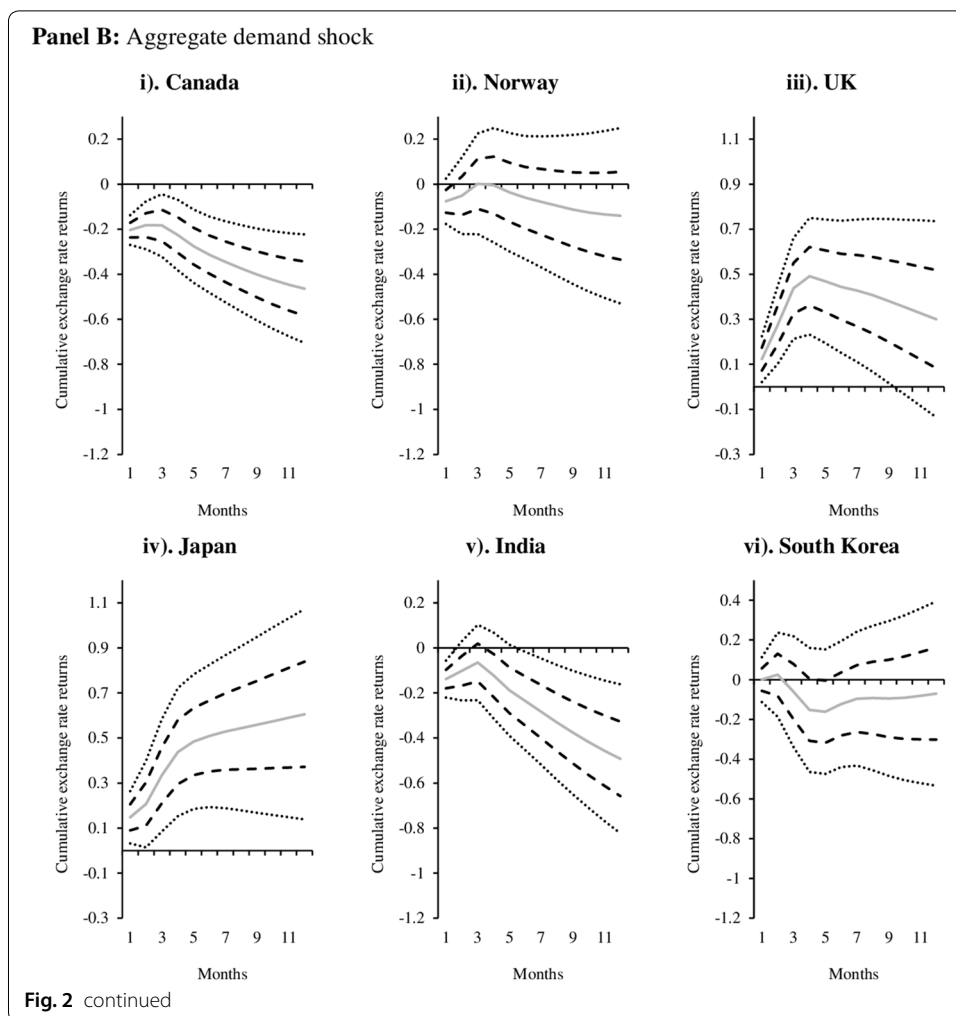 Panel B: Aggregate demand shock
i). Canada
Cumulative exchange rate returns
0.2
0
-0.2
-0.4
-0.6
-0.8
-1
-1.2
1 3 5 7 9 11
Months
ii). Norway
Cumulative exchange rate returns
0.2
0
-0.2
-0.4
-0.6
-0.8
-1
-1.2
1 3 5 7 9 11
Months
iii). UK
Cumulative exchange rate returns
1.1
0.9
0.7
0.5
0.3
0.1
-0.1
-0.3
1 3 5 7 9 11
Months
iv). Japan
Cumulative exchange rate returns
1.1
0.9
0.7
0.5
0.3
0.1
-0.1
-0.3
1 3 5 7 9 11
Months
v). India
Cumulative exchange rate returns
0.2
0
-0.2
-0.4
-0.6
-0.8
-1
-1.2
1 3 5 7 9 11
Months
vi). South Korea
Cumulative exchange rate returns
0.4
0.2
0
-0.2
-0.4
-0.6
-0.8
-1
-1.2
1 3 5 7 9 11
Months
Fig. 2 continued